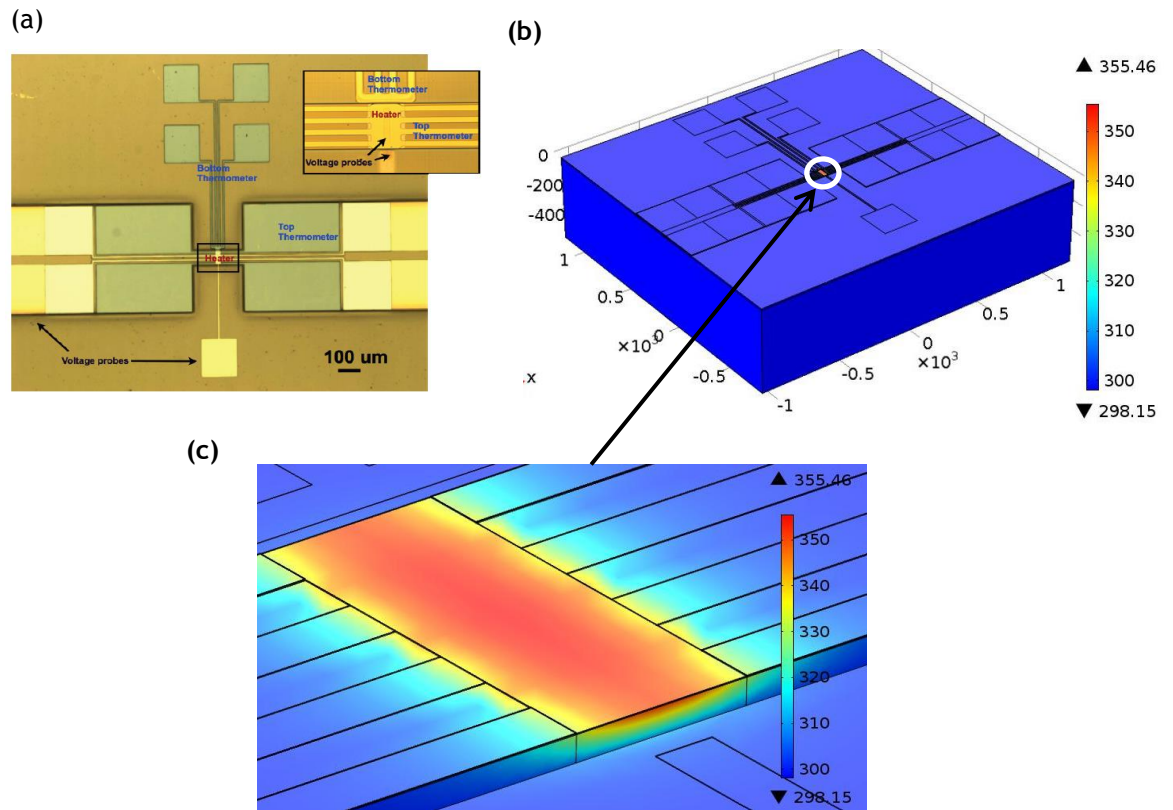 (a)
Bottom
Thermometer
Top
Thermometer
Heater
Voltage probes
100 um
Bottom
Thermometer
Heater
Top
Thermometer
Voltage probes
(b)
0
-200
-400
1
0.5
0
×10³
-0.5
-1
-0.5
0
×10³
0.5
1
.x
▲ 355.46
350
340
330
320
310
300
▼ 298.15
(c)
▲ 355.46
350
340
330
320
310
300
▼ 298.15